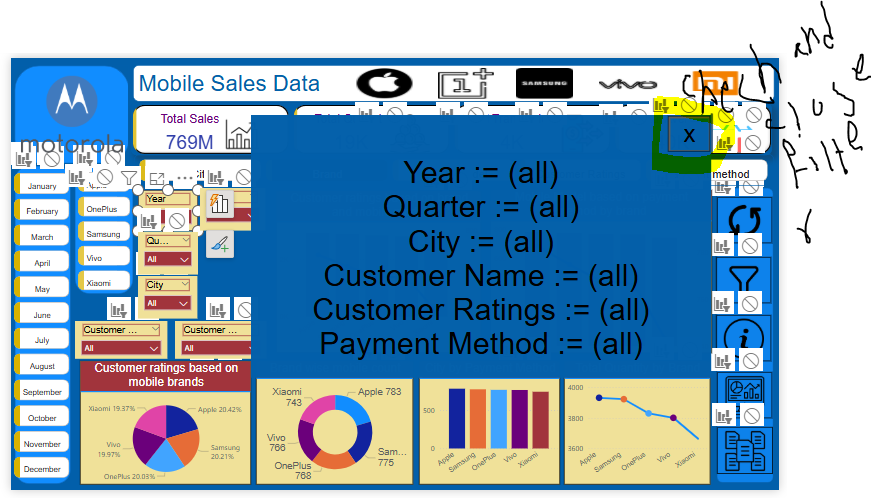 Mobile Sales Data
SAMSUNG
vivo
mi
Total Sales
769M
motorola
X
and
close
filte
r
method
January
February
March
April
May
June
July
August
September
October
November
December
OnePlus
Samsung
Vivo
Xiaomi
Year
Qu...
All
City
All
Customer ...
All
Customer ...
All
Year := (all)
Quarter := (all)
City := (all)
Customer Name := (all)
Customer Ratings := (all)
Payment Method := (all)
Customer ratings based on
mobile brands
Xiaomi 19.37%
Apple 20.42%
Vivo
19.97%
Samsung
20.21%
OnePlus 20.03%
Xiaomi
743
Apple 783
Vivo
766
OnePlus
768
Sam...
775
500
0
Apple
Samsung
OnePlus
Vivo
Xiaomi
4000
3800
3600
Apple
Samsung
OnePlus
Vivo
Xiaomi